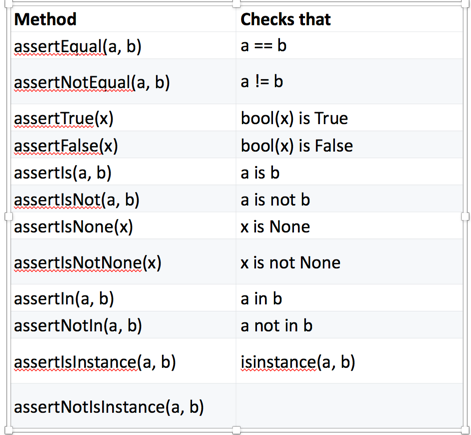 Method Checks that
assertEqual(a, b) a == b
assertNotEqual(a, b) a != b
assertTrue(x) bool(x) is True
assertFalse(x) bool(x) is False
assertIs(a, b) a is b
assertIsNot(a, b) a is not b
assertIsNone(x) x is None
assertIsNotNone(x) x is not None
assertIn(a, b) a in b
assertNotIn(a, b) a not in b
assertIsInstance(a, b) isinstance(a, b)
assertNotIsInstance(a, b)